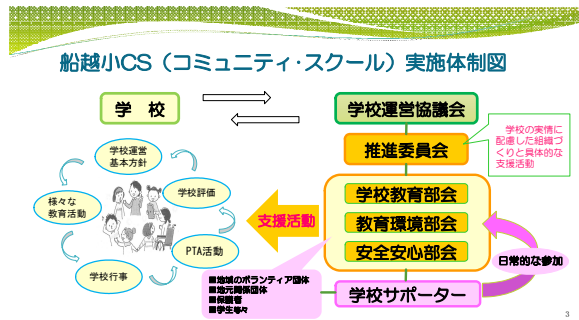 船越小CS（コミュニティ・スクール）実施体制図
学 校
学校運営協議会
学校の実情に
配慮した組織づ
くりと具体的な
支援活動
推進委員会
学校運営
基本方針
学校評価
様々な
教育活動
PTA活動
学校行事
支援活動
学校教育部会
教育環境部会
安全安心部会
日常的な参加
■地域のボランティア団体
■地元関係団体
■保護者
■学生等々
学校サポーター
3